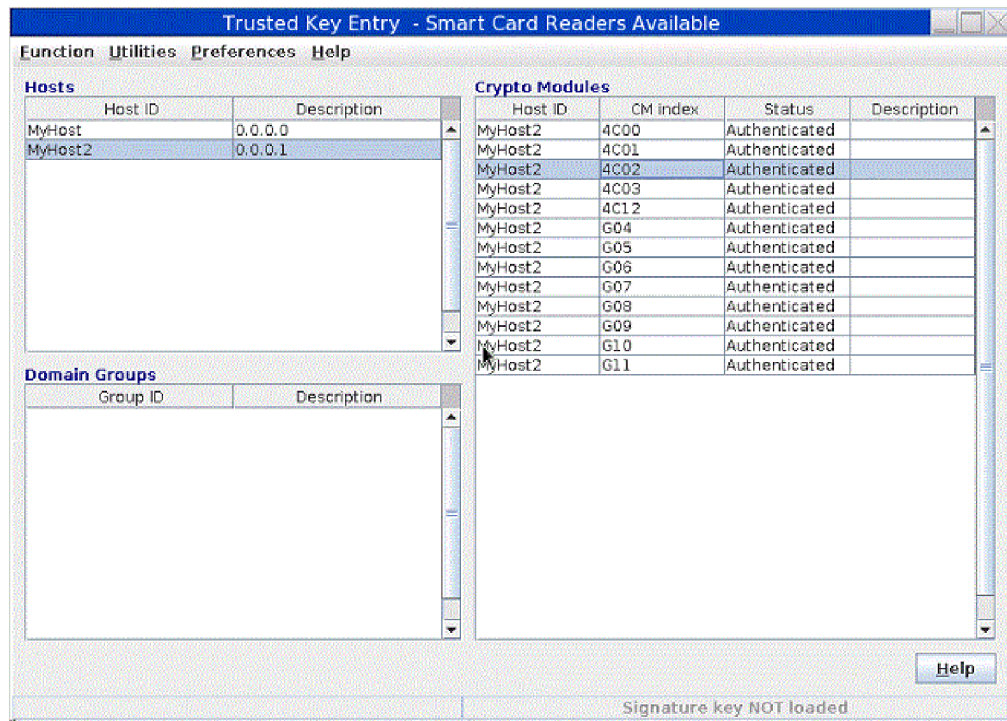 Trusted Key Entry - Smart Card Readers Available
Function Utilities Preferences Help
Hosts
Host ID Description
MyHost 0.0.0.0
MyHost2 0.0.0.1
Domain Groups
Group ID Description
Crypto Modules
Host ID CM index Status Description
MyHost2 4C00 Authenticated
MyHost2 4C01 Authenticated
MyHost2 4C02 Authenticated
MyHost2 4C03 Authenticated
MyHost2 4C12 Authenticated
MyHost2 G04 Authenticated
MyHost2 G05 Authenticated
MyHost2 G06 Authenticated
MyHost2 G07 Authenticated
MyHost2 G08 Authenticated
MyHost2 G09 Authenticated
MyHost2 G10 Authenticated
MyHost2 G11 Authenticated
Help
Signature key NOT loaded